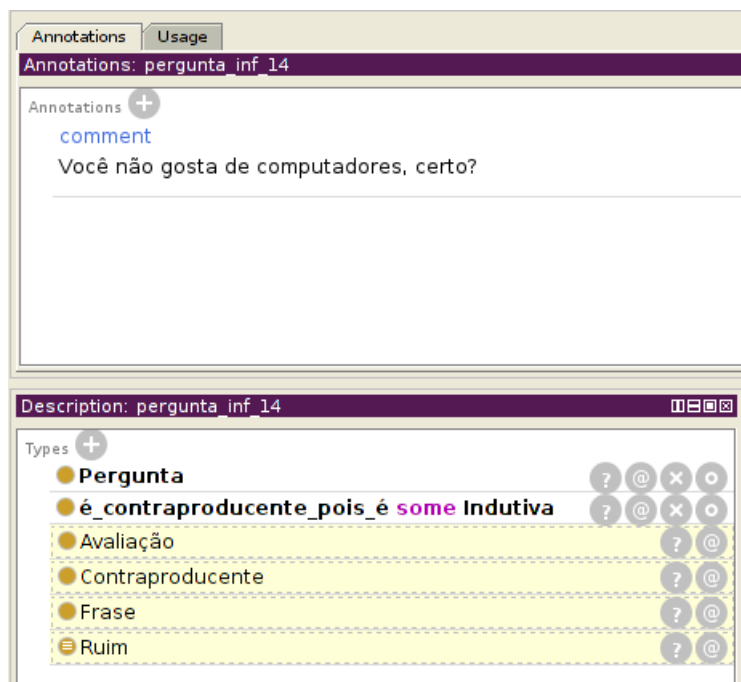 Annotations Usage
Annotations: pergunta_inf_14
Annotations
comment
Você não gosta de computadores, certo?
Description: pergunta_inf_14
Types
Pergunta ? @ × o
é_contraproducente_pois_é some Indutiva ? @ × o
Avaliação ? @
Contraproducente ? @
Frase ? @
Ruim ? @